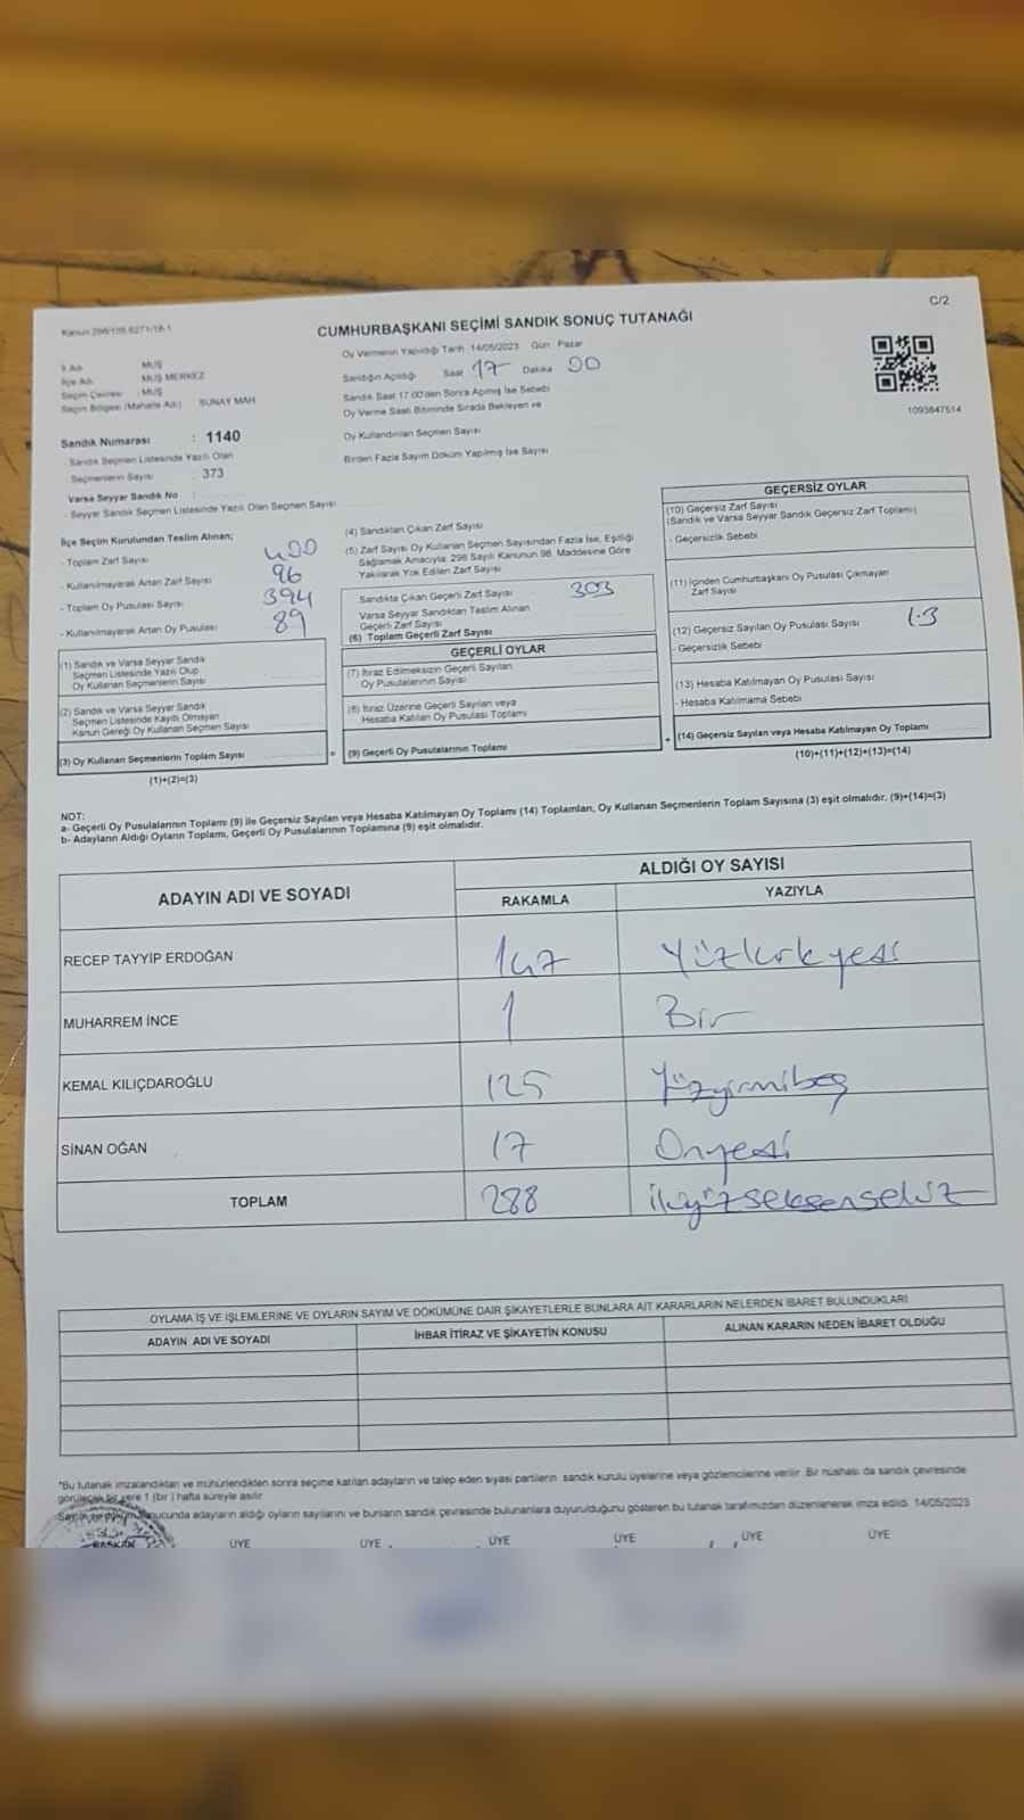 C/2
CUMHURBAŞKANI SEÇİMİ SANDIK SONUÇ TUTANAĞI
Oy Vermenin Yapıldığı Tarih 14/05/2023 Gün Pazar
İl Adı MUŞ
İlçe Adı MUŞ MERKEZ
Seçim Çevresi : MUŞ
Seçim Bölgesi (Mahalle Adı) SUNAY MAH
Sandığın Açıldığı Saat 17 Dakika 00
Sandık Saat 17.00'den Sonra Açılmış İse Sebebi
Oy Verme Saati Bitiminde Sırada Bekleyen ve
Oy Kullandırılan Seçmen Sayısı
Birden Fazla Sayım Döküm Yapılmış İse Sayısı
1093847514
Sandık Numarası : 1140
Sandık Seçmen Listesinde Yazılı Olan
Seçmenlerin Sayısı 373
Varsa Seyyar Sandık No
- Seyyar Sandık Seçmen Listesinde Yazılı Olan Seçmen Sayısı
İlçe Seçim Kurulundan Teslim Alınan;
- Toplam Zarf Sayısı 400
- Kullanılmayarak Artan Zarf Sayısı 96
- Toplam Oy Pusulası Sayısı 394
- Kullanılmayarak Artan Oy Pusulası 89
(1) Sandık ve Varsa Seyyar Sandık
Seçmen Listesinde Yazılı Olup
Oy Kullanan Seçmenlerin Sayısı
(2) Sandık ve Varsa Seyyar Sandık
Seçmen Listesinde Kayıtlı Olmayan
Kanun Gereği Oy Kullanan Seçmen Sayısı
(3) Oy Kullanan Seçmenlerin Toplam Sayısı
(1)+(2)=(3)
(4) Sandıktan Çıkan Zarf Sayısı
(5) Zarf Sayısı Oy Kullanan Seçmen Sayısından Fazla İse, Eşitliği
Sağlamak Amacıyla, 298 Sayılı Kanunun 98. Maddesine Göre
Yakılarak Yok Edilen Zarf Sayısı
Sandıkta Çıkan Geçerli Zarf Sayısı 303
Varsa Seyyar Sandıktan Teslim Alınan
Geçerli Zarf Sayısı
(6) Toplam Geçerli Zarf Sayısı
GEÇERLİ OYLAR
(7) İtiraz Edilmeksizin Geçerli Sayılan
Oy Pusulalarının Sayısı
(8) İtiraz Üzerine Geçerli Sayılan veya
Hesaba Katılan Oy Pusulası Toplamı
(9) Geçerli Oy Pusulalarının Toplamı
GEÇERSİZ OYLAR
(10) Geçersiz Zarf Sayısı
(Sandık ve Varsa Seyyar Sandık Geçersiz Zarf Toplamı)
- Geçersizlik Sebebi
(11) İçinden Cumhurbaşkanı Oy Pusulası Çıkmayan
Zarf Sayısı
(12) Geçersiz Sayılan Oy Pusulası Sayısı 13
- Geçersizlik Sebebi
(13) Hesaba Katılmayan Oy Pusulası Sayısı
- Hesaba Katılmama Sebebi
(14) Geçersiz Sayılan veya Hesaba Katılmayan Oy Toplamı
(10)+(11)+(12)+(13)=(14)
NOT:
a- Geçerli Oy Pusulalarının Toplamı (9) ile Geçersiz Sayılan veya Hesaba Katılmayan Oy Toplamı (14) Toplamları, Oy Kullanan Seçmenlerin Toplam Sayısına (3) eşit olmalıdır. (9)+(14)=(3)
b- Adayların Aldığı Oyların Toplamı, Geçerli Oy Pusulalarının Toplamına (9) eşit olmalıdır.
ADAYIN ADI VE SOYADI
ALDIĞI OY SAYISI
RAKAMLA YAZIYLA
RECEP TAYYİP ERDOĞAN 147 Yüzkırkyedi
MUHARREM İNCE 1 Bir
KEMAL KILIÇDAROĞLU 125 Yüzyirmibeş
SİNAN OĞAN 17 Onyedi
TOPLAM 288 ikiyüzseksensekiz
OYLAMA İŞ VE İŞLEMLERİNE VE OYLARIN SAYIM VE DÖKÜMÜNE DAİR ŞİKAYETLERLE BUNLARA AİT KARARLARIN NELERDEN İBARET BULUNDUKLARI
ADAYIN ADI VE SOYADI İHBAR İTİRAZ VE ŞİKAYETİN KONUSU ALINAN KARARIN NEDEN İBARET OLDUĞU
*Bu tutanak imzalandıktan ve mühürlendikten sonra seçime katılan adayların ve talep eden siyasi partilerin sandık kurulu üyelerine veya gözlemcilerine verilir. Bir nüshası da sandık çevresinde
görülecek bir yere 1 (bir) hafta süreyle asılır.
sonucunda adayların aldığı oyların sayılarını ve bunların sandık çevresinde bulunanlara duyurulduğunu gösteren bu tutanak tarafımızdan düzenlenerek imza edildi. 14/05/2023
BAŞKAN ÜYE ÜYE ÜYE ÜYE ÜYE ÜYE